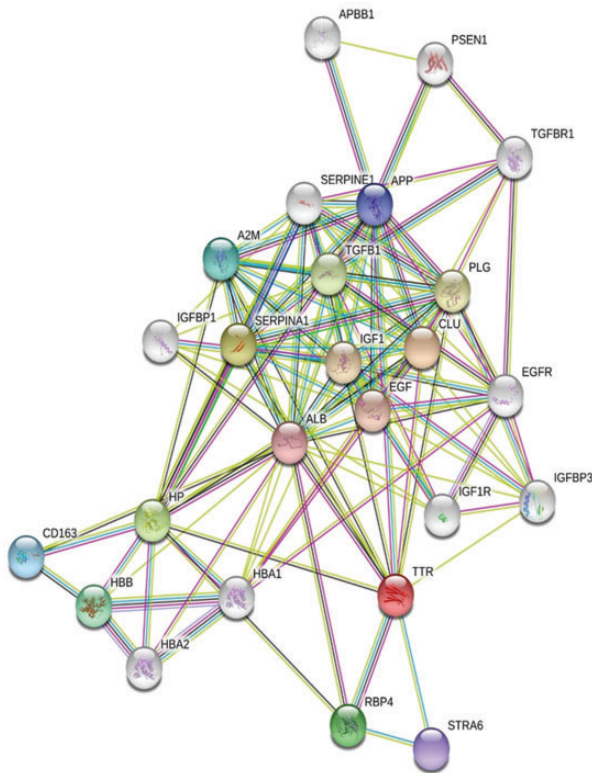 APBB1
PSEN1
TGFBR1
SERPINE1
APP
A2M
TGFB1
PLG
IGFBP1
SERPINA1
IGF1
CLU
EGFR
EGF
ALB
IGFBP3
IGF1R
HP
CD163
HBB
HBA1
TTR
HBA2
RBP4
STRA6